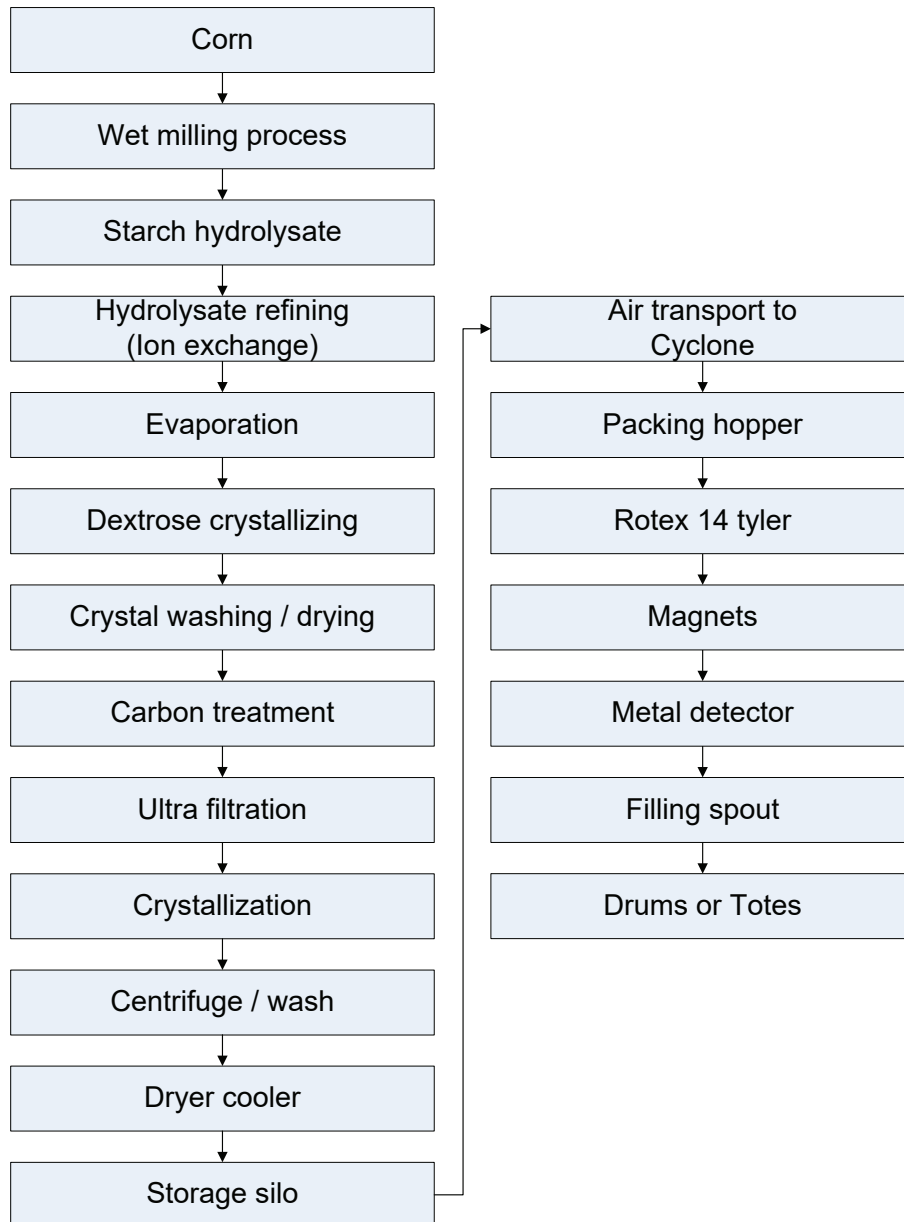 Corn
Wet milling process
Starch hydrolysate
Hydrolysate refining
(Ion exchange)
Evaporation
Dextrose crystallizing
Crystal washing / drying
Carbon treatment
Ultra filtration
Crystallization
Centrifuge / wash
Dryer cooler
Storage silo
Air transport to
Cyclone
Packing hopper
Rotex 14 tyler
Magnets
Metal detector
Filling spout
Drums or Totes